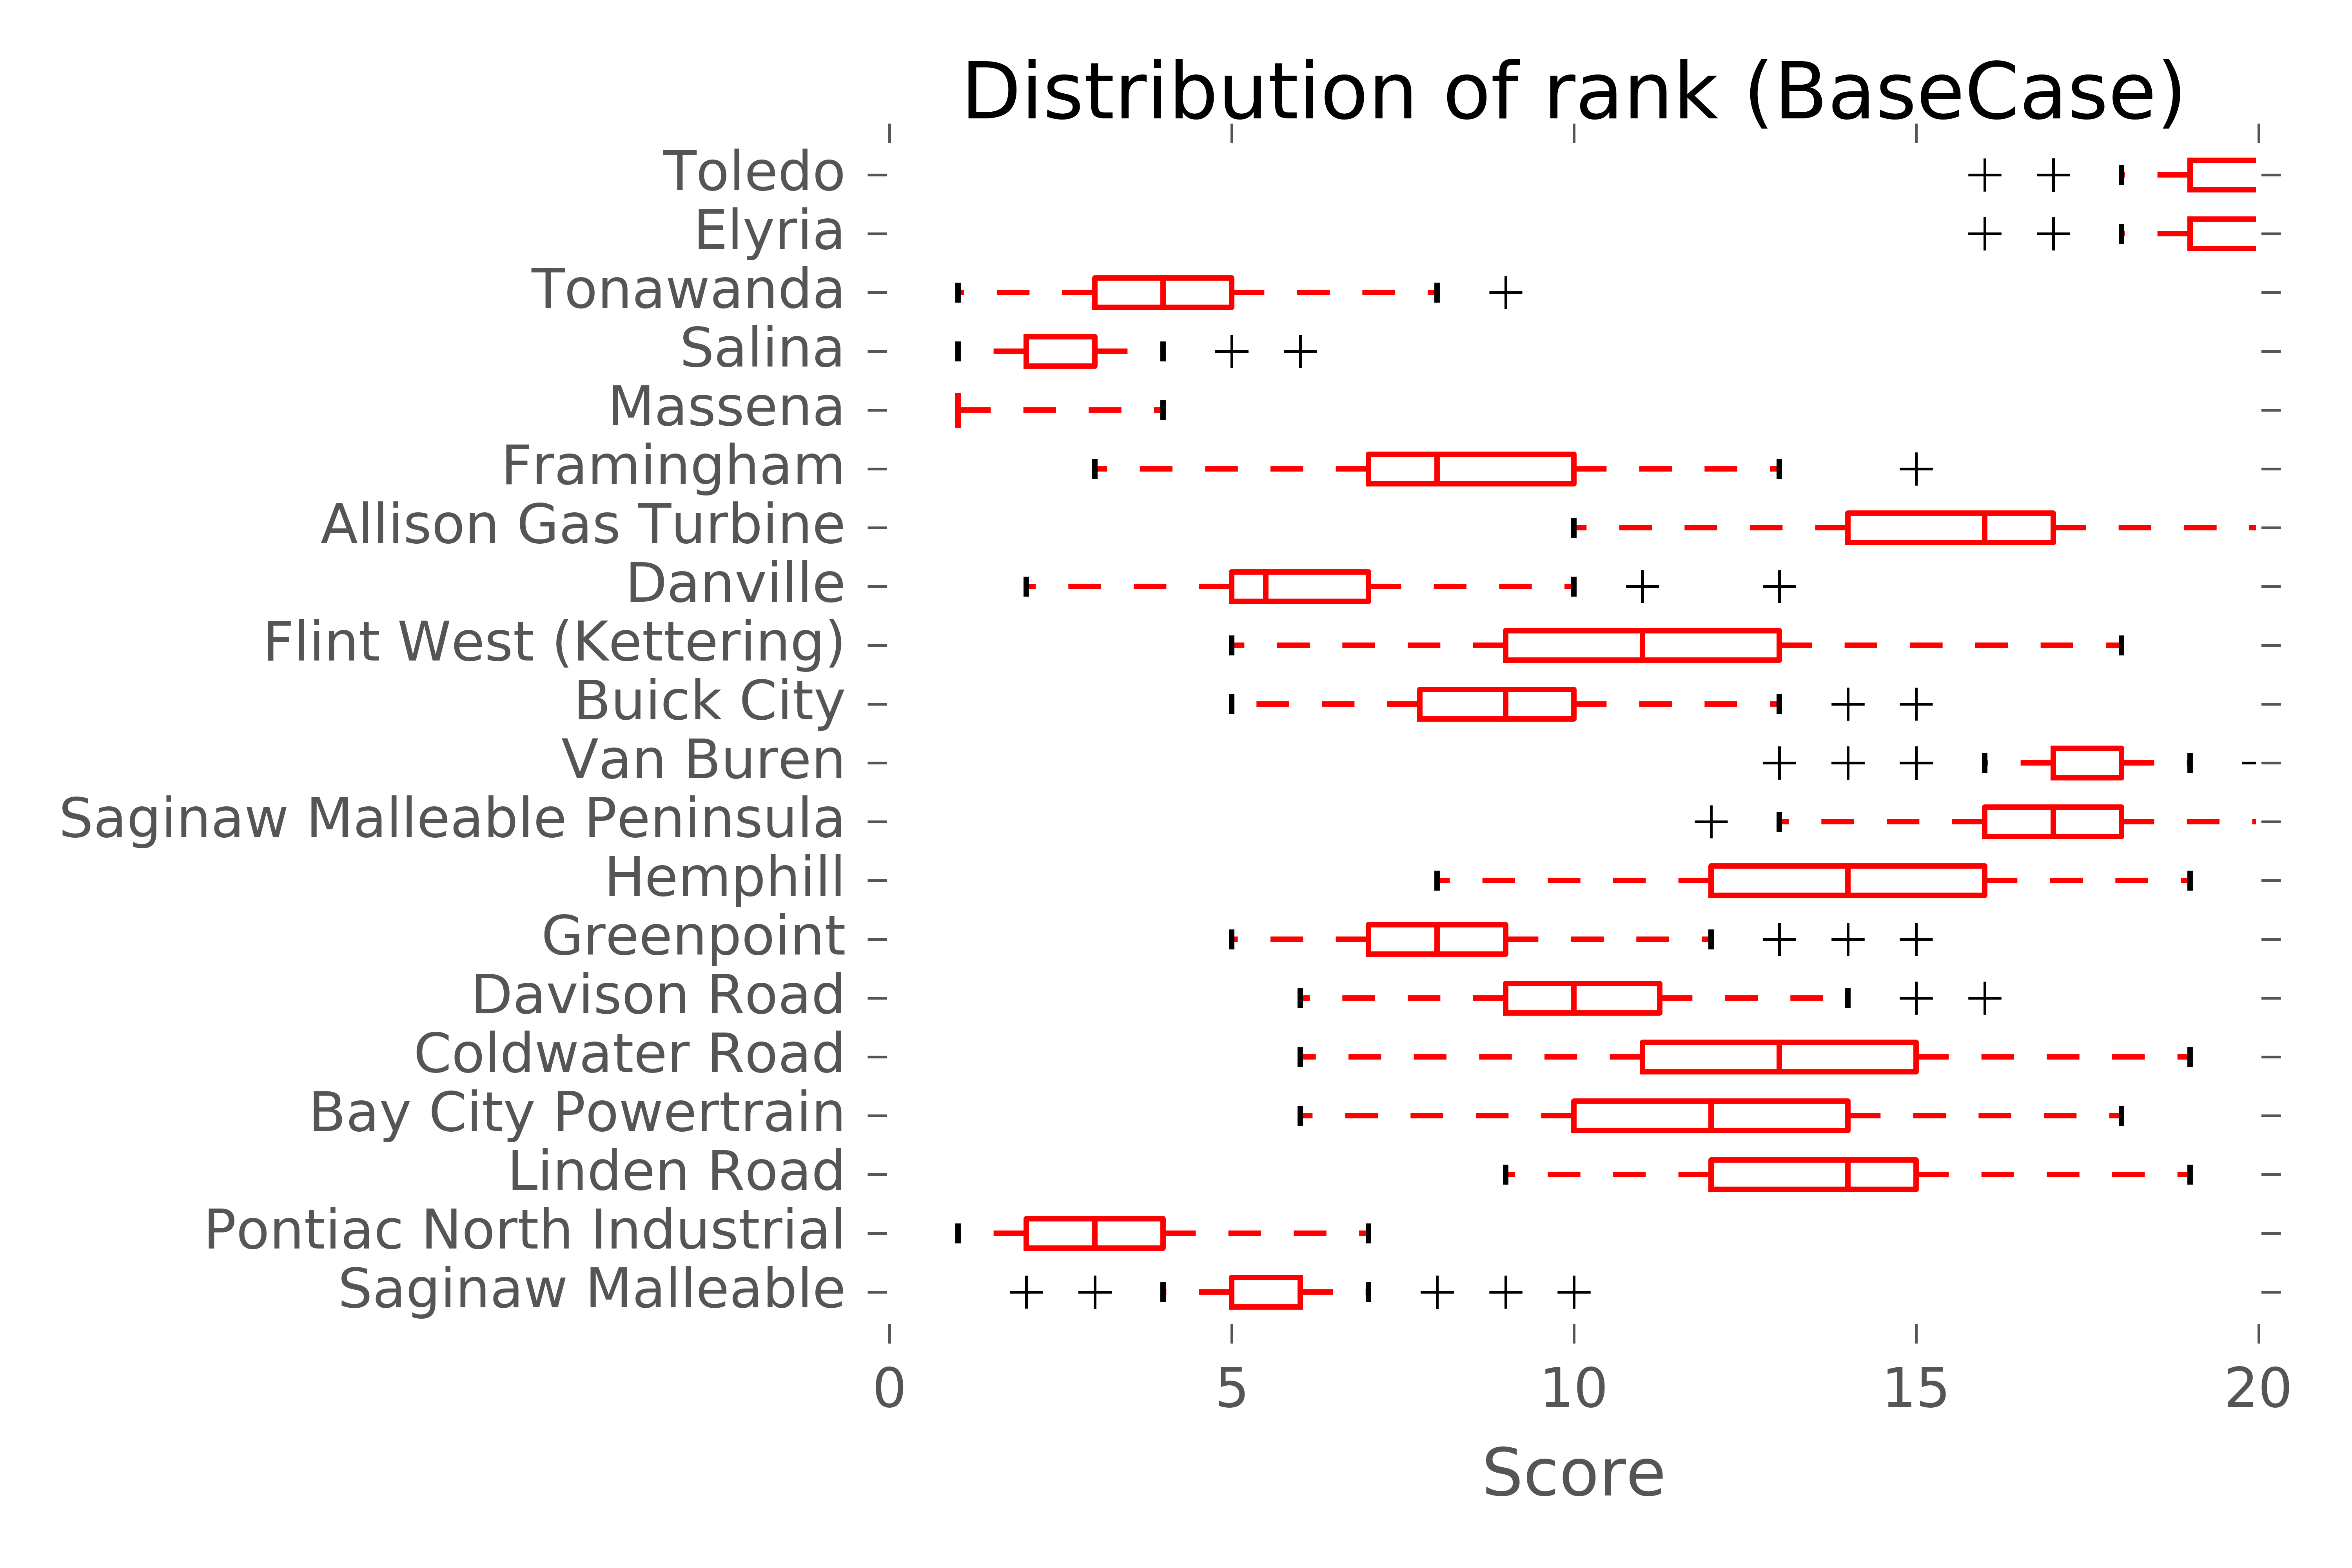 Distribution of rank (BaseCase)
Toledo
Elyria
Tonawanda
Salina
Massena
Framingham
Allison Gas Turbine
Danville
Flint West (Kettering)
Buick City
Van Buren
Saginaw Malleable Peninsula
Hemphill
Greenpoint
Davison Road
Coldwater Road
Bay City Powertrain
Linden Road
Pontiac North Industrial
Saginaw Malleable
0 5 10 15 20
Score